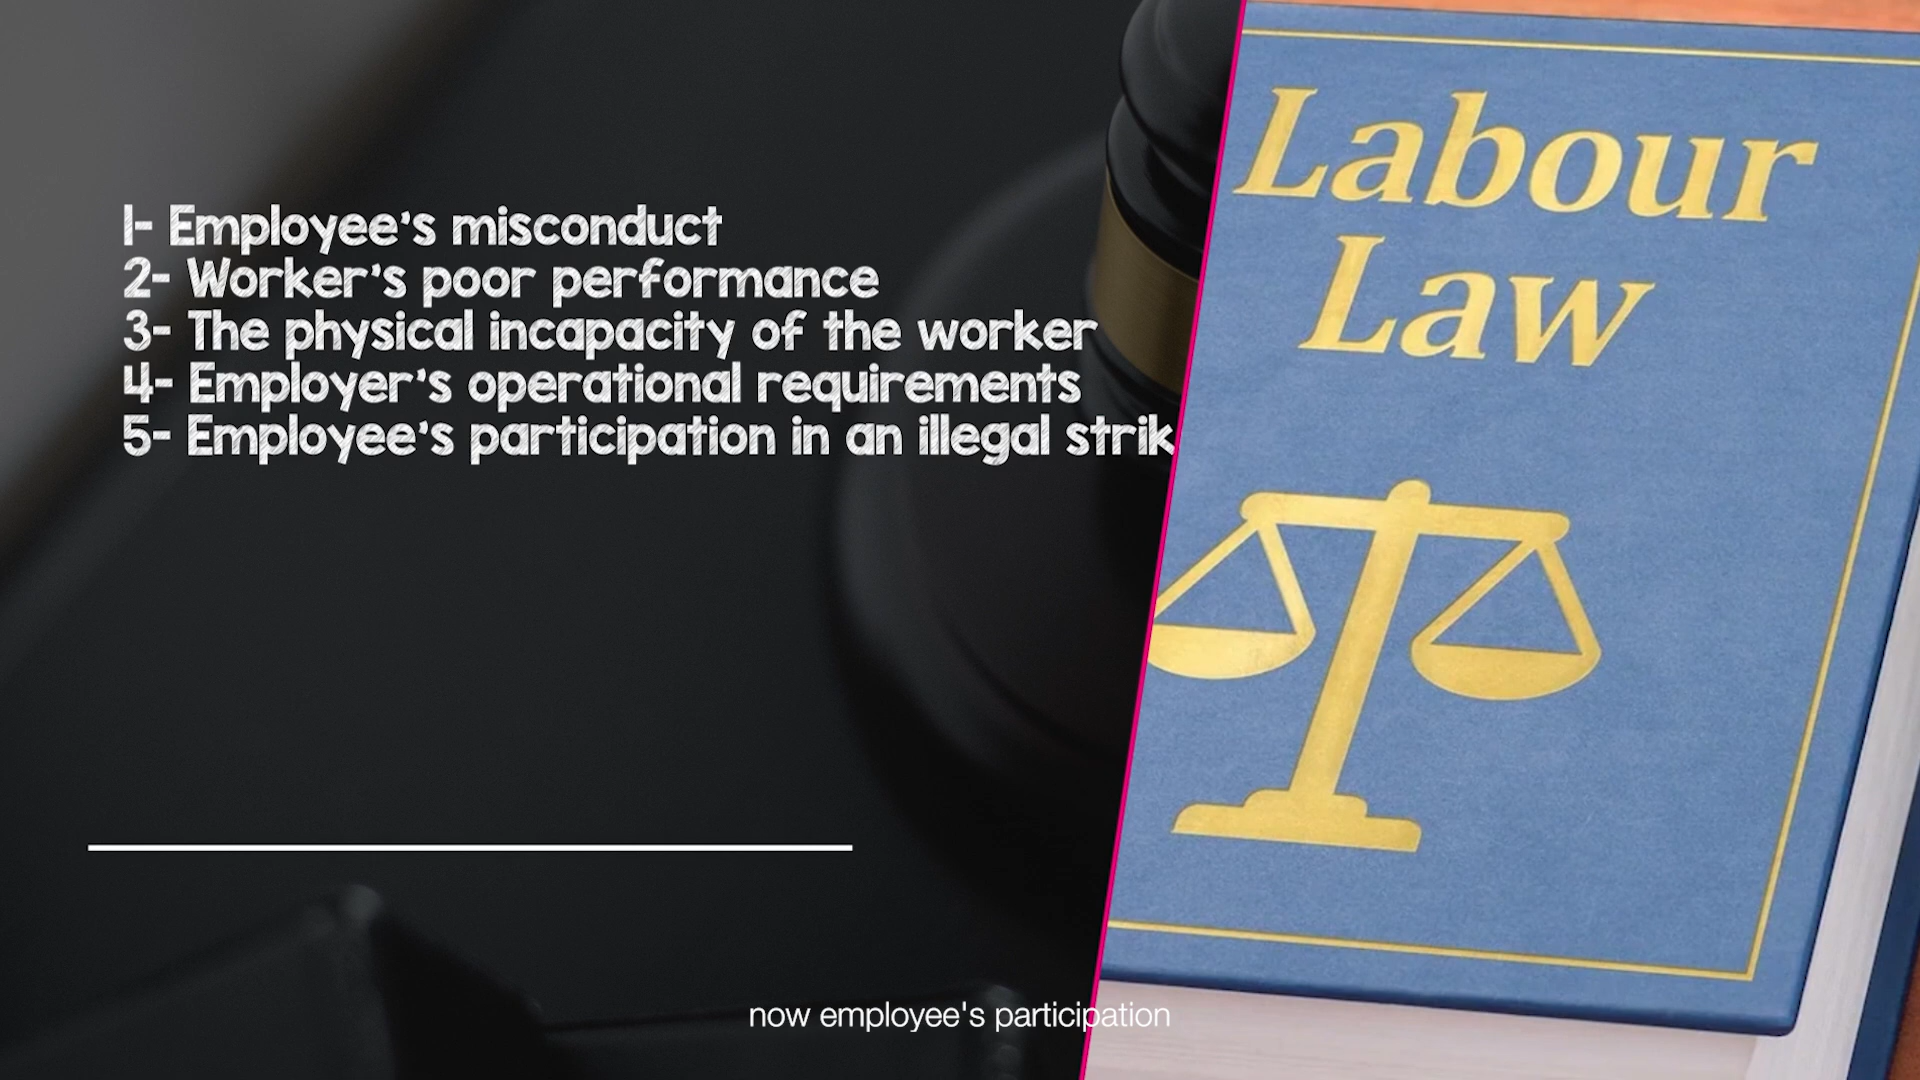 1- Employee's misconduct
2- Worker's poor performance
3- The physical incapacity of the worker
4- Employer's operational requirements
5- Employee's participation in an illegal strik
Labour
Law
now employee's participation